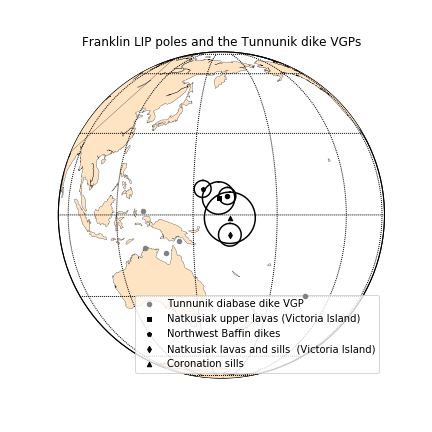 Franklin LIP poles and the Tunnunik dike VGPs
Tunnunik diabase dike VGP
Natkusiak upper lavas (Victoria Island)
Northwest Baffin dikes
Natkusiak lavas and sills (Victoria Island)
Coronation sills